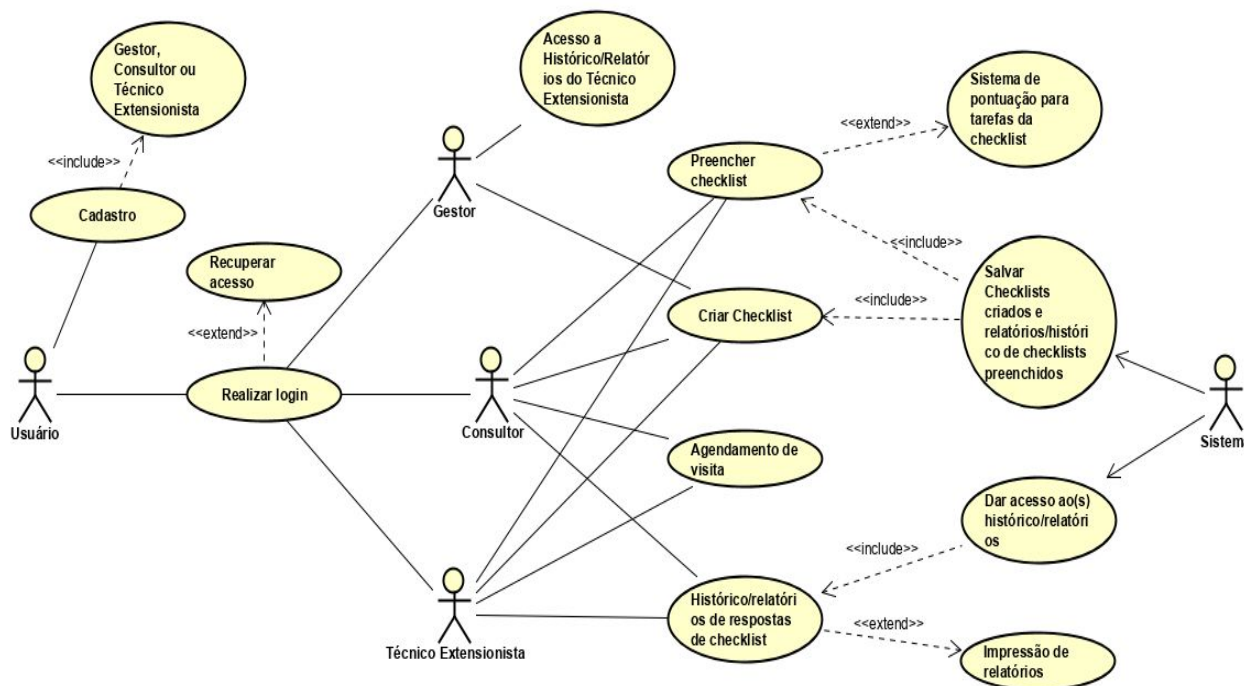 Gestor,
Consultor ou
Técnico
Extensionista
<<include>>
Cadastro
Recuperar
acesso
<<extend>>
Realizar login
Usuário
Acesso a
Histórico/Relatór
ios do Técnico
Extensionista
Gestor
Consultor
Técnico Extensionista
Preencher
checklist
<<extend>>
Sistema de
pontuação para
tarefas da
checklist
<<include>>
Criar Checklist
<<include>>
Salvar
Checklists
criados e
relatórios/históri
co de checklists
preenchidos
Agendamento de
visita
Sistem
Dar acesso ao(s)
histórico/relatóri
os
<<include>>
Histórico/relatóri
os de respostas
de checklist
<<extend>>
Impressão de
relatórios